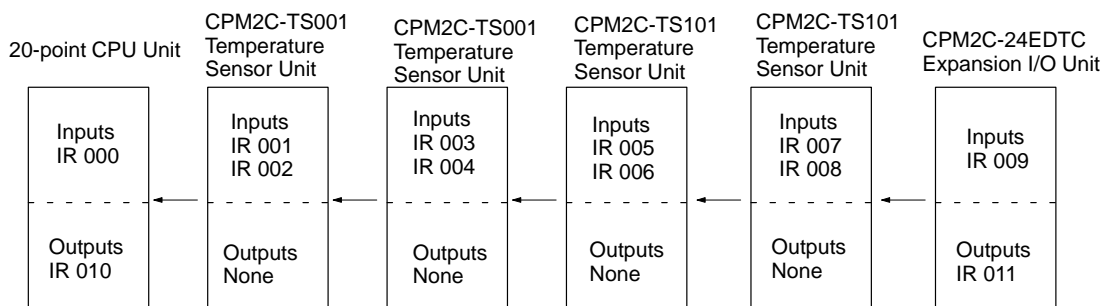 20-point CPU Unit
CPM2C-TS001
Temperature
Sensor Unit
CPM2C-TS001
Temperature
Sensor Unit
CPM2C-TS101
Temperature
Sensor Unit
CPM2C-TS101
Temperature
Sensor Unit
CPM2C-24EDTC
Expansion I/O Unit
Inputs
IR 000
Inputs
IR 001
IR 002
Inputs
IR 003
IR 004
Inputs
IR 005
IR 006
Inputs
IR 007
IR 008
Inputs
IR 009
Outputs
IR 010
Outputs
None
Outputs
None
Outputs
None
Outputs
None
Outputs
IR 011